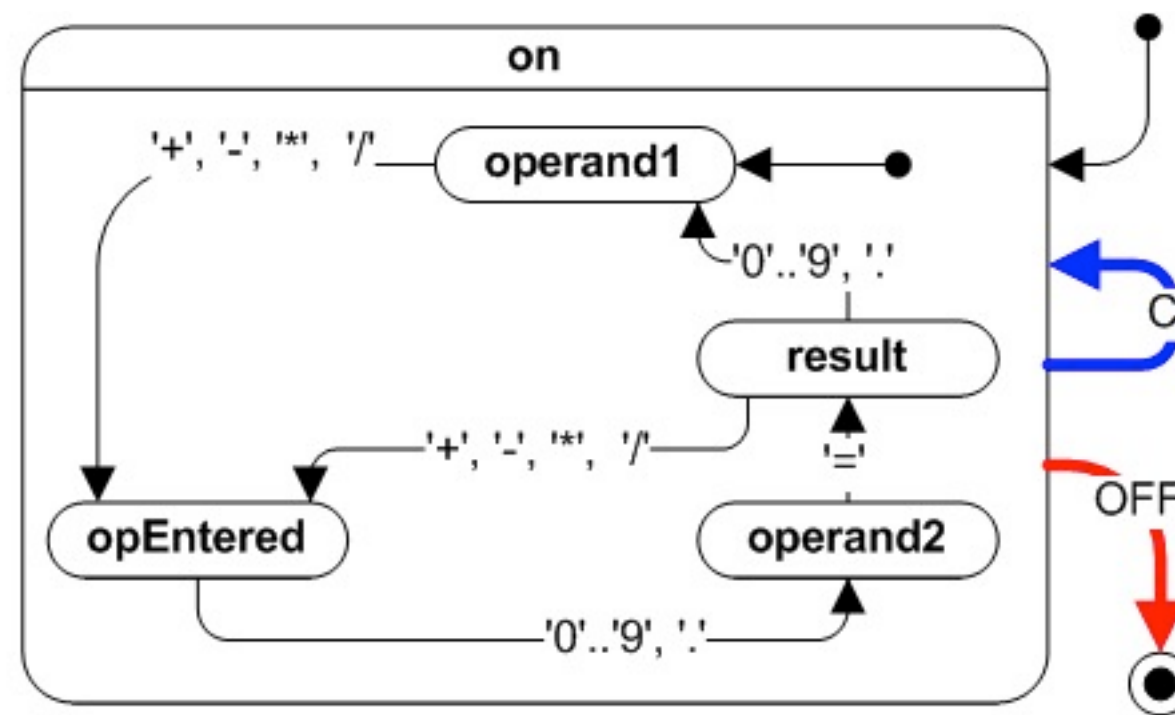 on
'+', '-', '*', '/'
operand1
'0'..'9', '.'
C
result
'+', '-', '*', '/'
'='
OFF
opEntered
operand2
'0'..'9', '.'